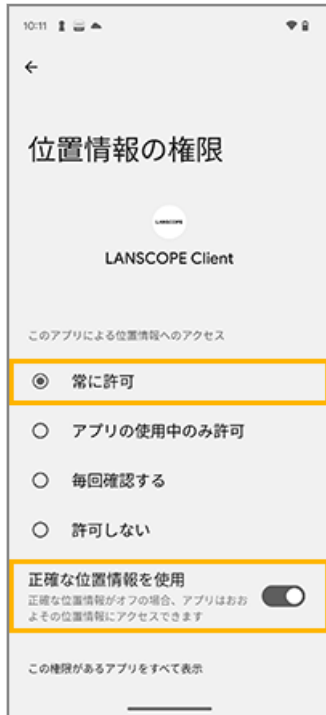 10:11
位置情報の権限
LANSCOPE
LANSCOPE Client
このアプリによる位置情報へのアクセス
常に許可
アプリの使用中のみ許可
毎回確認する
許可しない
正確な位置情報を使用
正確な位置情報がオフの場合、アプリはおお
よその位置情報にアクセスできます
この権限があるアプリをすべて表示